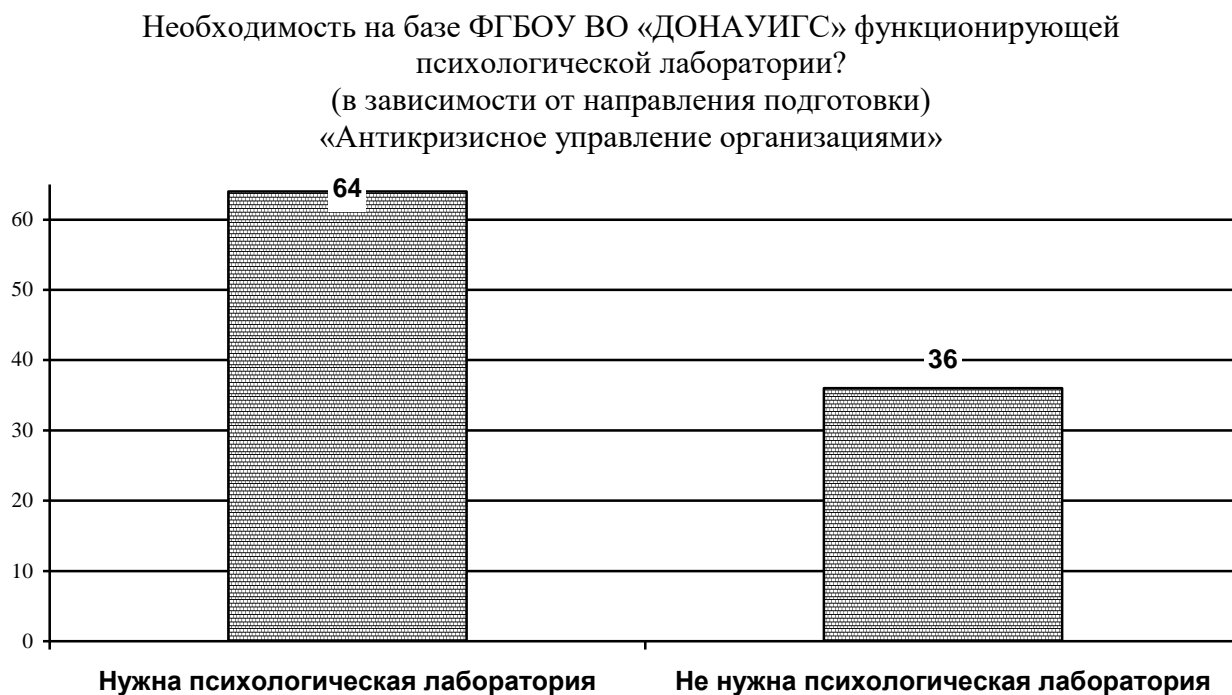 Необходимость на базе ФГБОУ ВО «ДОНАУИГС» функционирующей
психологической лаборатории?
(в зависимости от направления подготовки)
«Антикризисное управление организациями»
64
60
50
40
36
30
20
10
0
Нужна психологическая лаборатория
Не нужна психологическая лаборатория